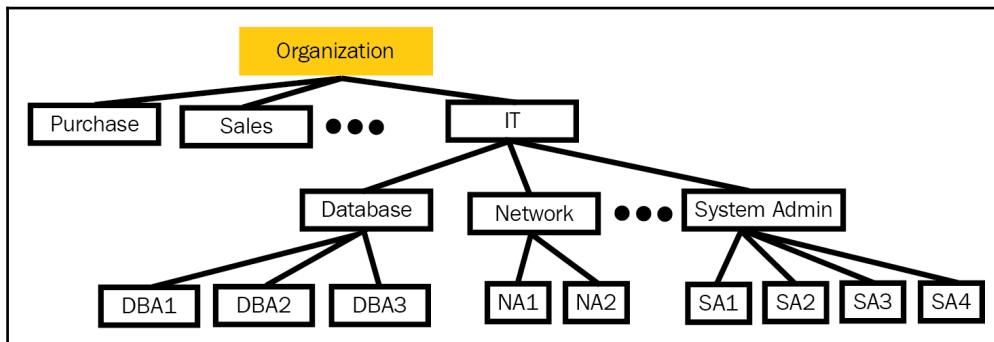 Organization
Purchase
Sales
IT
Database
Network
System Admin
DBA1
DBA2
DBA3
NA1
NA2
SA1
SA2
SA3
SA4